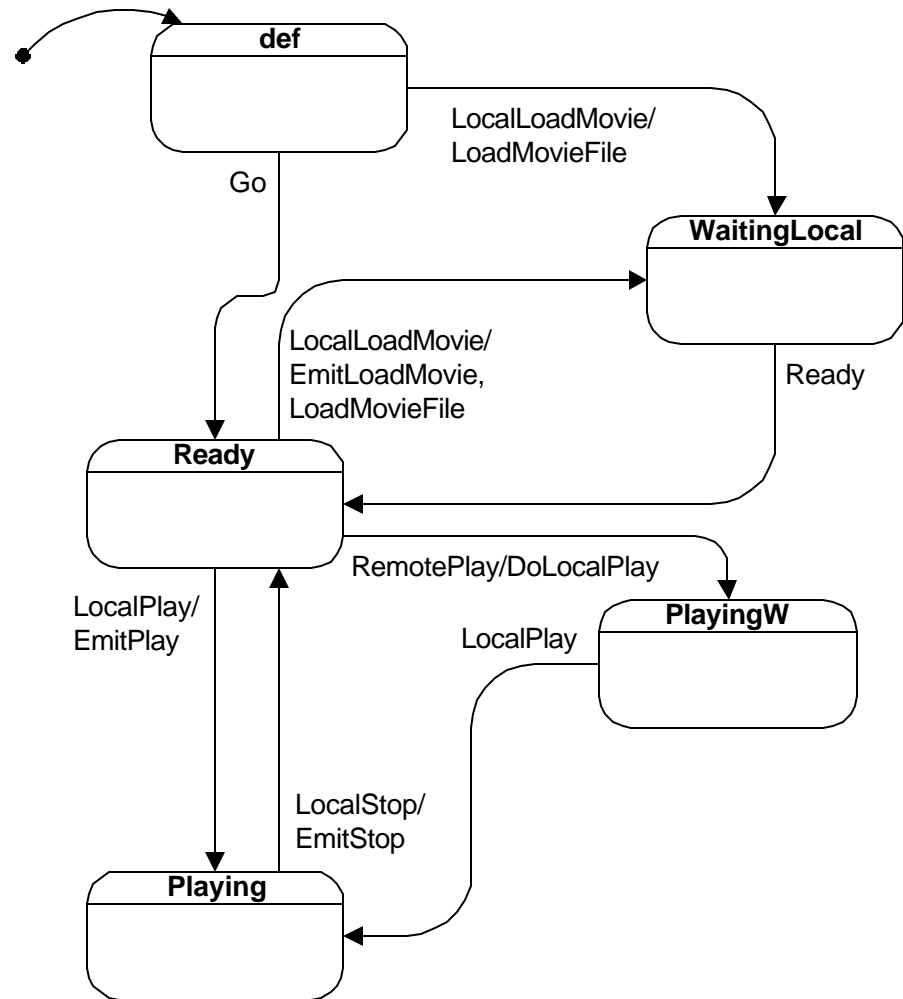 def
LocalLoadMovie/
LoadMovieFile
Go
WaitingLocal
LocalLoadMovie/
EmitLoadMovie,
LoadMovieFile
Ready
Ready
RemotePlay/DoLocalPlay
LocalPlay/
EmitPlay
PlayingW
LocalPlay
LocalStop/
EmitStop
Playing